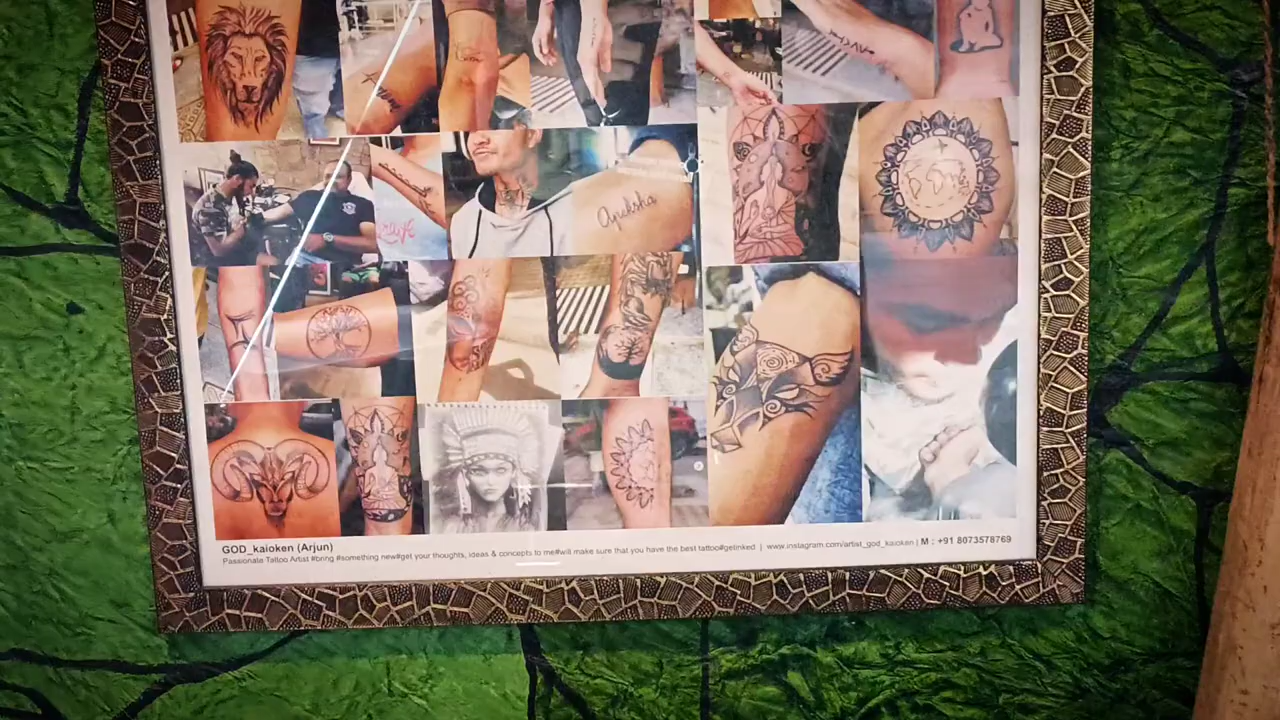 Ayuksha
GOD_kaioken (Arjun)
Passionate Tattoo Artist #bring #something new#get your thoughts, ideas & concepts to me#will make sure that you have the best tattoo#getinked | www.instagram.com/artist_god_kaioken | M : +91 8073578769